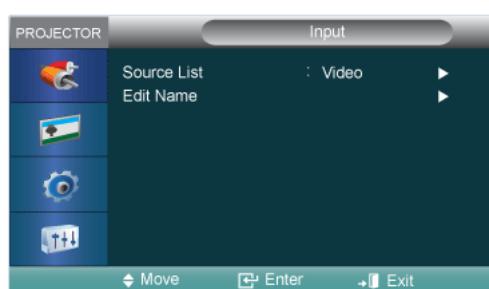 PROJECTOR Input
Source List : Video
Edit Name
Move Enter Exit